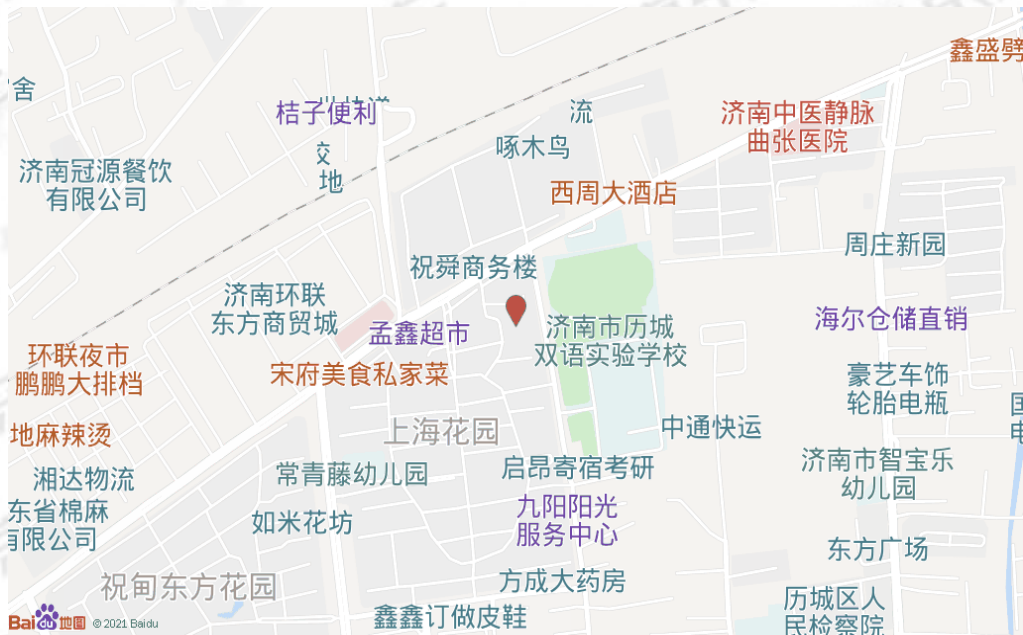 鑫盛劈
舍
桔子便利
流
济南中医静脉
曲张医院
啄木鸟
交
地
济南冠源餐饮
有限公司
西周大酒店
周庄新园
祝舜商务楼
济南环联
东方商贸城
孟鑫超市
济南市历城
双语实验学校
海尔仓储直销
环联夜市
鹏鹏大排档
宋府美食私家菜
豪艺车饰
轮胎电瓶
地麻辣烫
上海花园
中通快运
湘达物流
常青藤幼儿园
启昂寄宿考研
济南市智宝乐
幼儿园
东省棉麻
有限公司
如米花坊
九阳阳光
服务中心
东方广场
祝甸东方花园
方成大药房
历城区人
民检察院
鑫鑫订做皮鞋
Bai du 地图 © 2021 Baidu